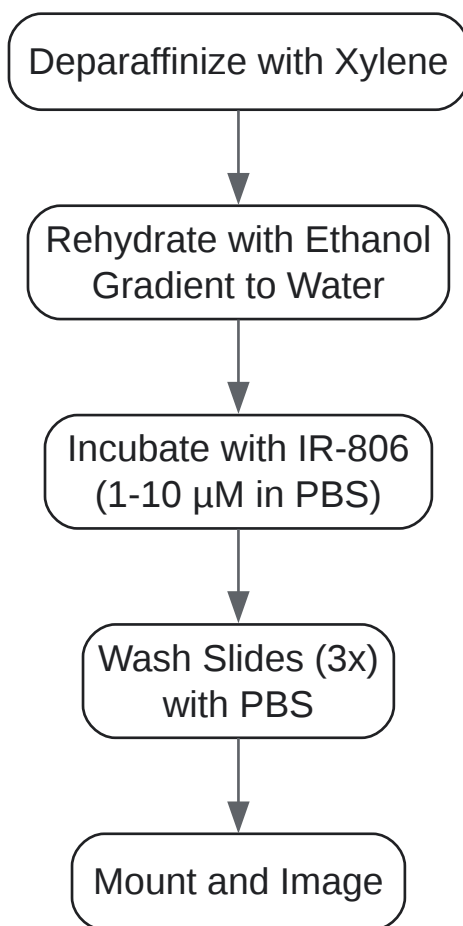 Deparaffinize with Xylene
Rehydrate with Ethanol
Gradient to Water
Incubate with IR-806
(1-10 µM in PBS)
Wash Slides (3x)
with PBS
Mount and Image